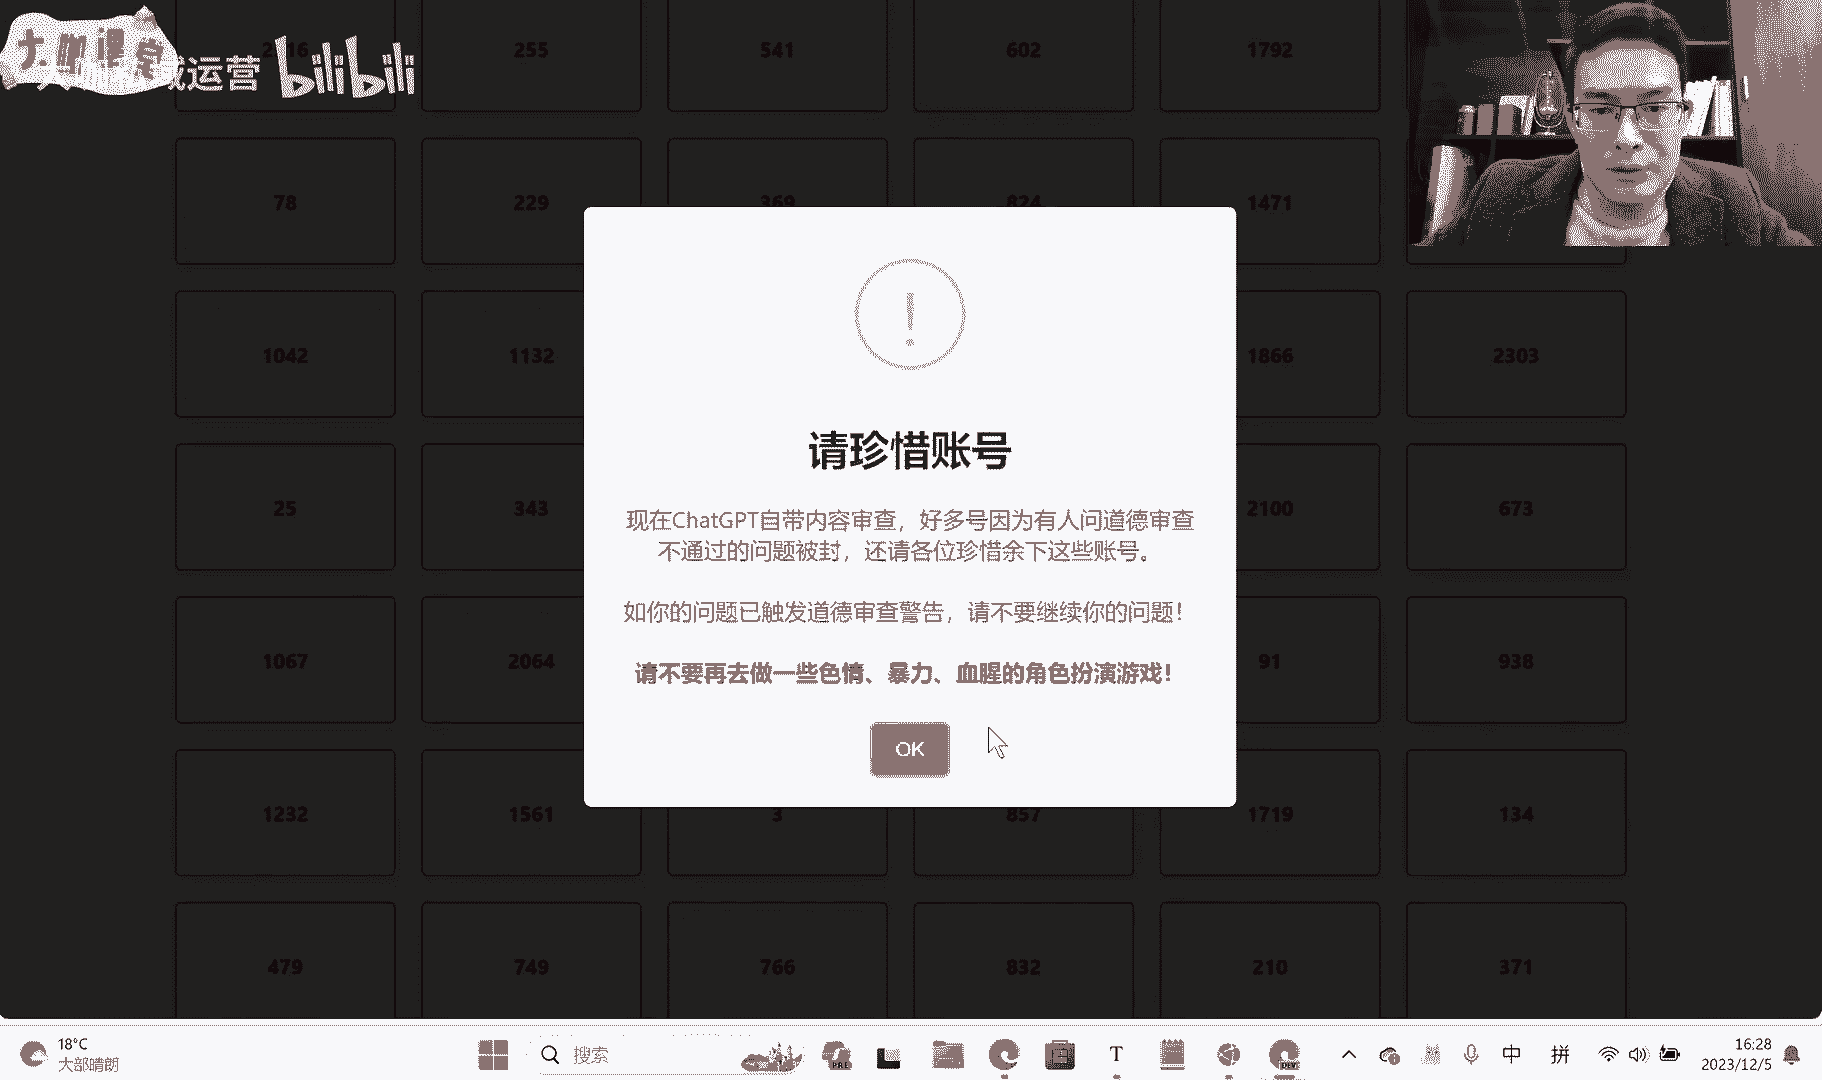 大咖课堂
域运营 bilibili
255 541 602 1792
78 229 369 824 1471
1042 1132 1866 2303
25 343 2100 673
1067 2064 91 938
1232 1561 3 857 1719 134
479 749 766 832 210 371
请珍惜账号
现在ChatGPT自带内容审查，好多号因为有人问道德审查
不通过的问题被封，还请各位珍惜余下这些账号。
如你的问题已触发道德审查警告，请不要继续你的问题！
请不要再去做一些色情、暴力、血腥的角色扮演游戏！
OK
18°C
大部晴朗
搜索
PRE
T
DEV
中 拼
16:28
2023/12/5